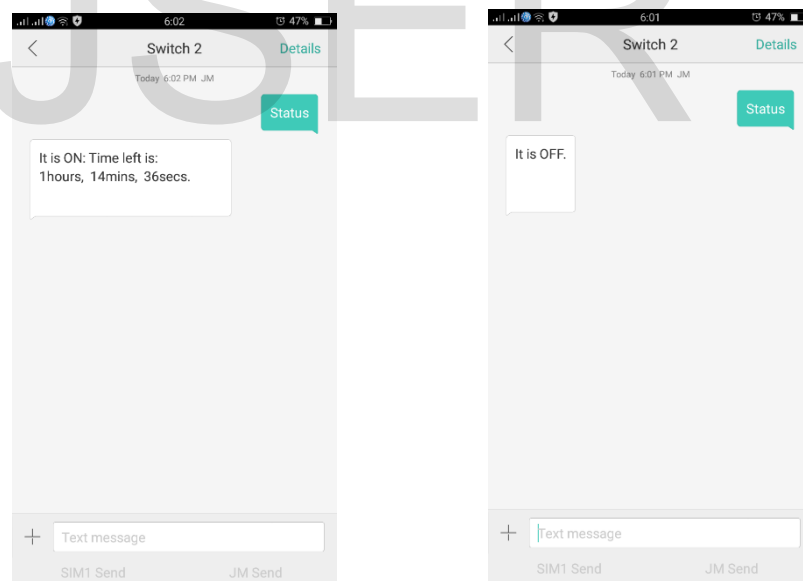 6:02
47%
Switch 2
Details
Today 6:02 PM JM
Status
It is ON: Time left is:
1hours, 14mins, 36secs.
Text message
SIM1 Send
JM Send
6:01
47%
Switch 2
Details
Today 6:01 PM JM
Status
It is OFF.
Text message
SIM1 Send
JM Send
JSER